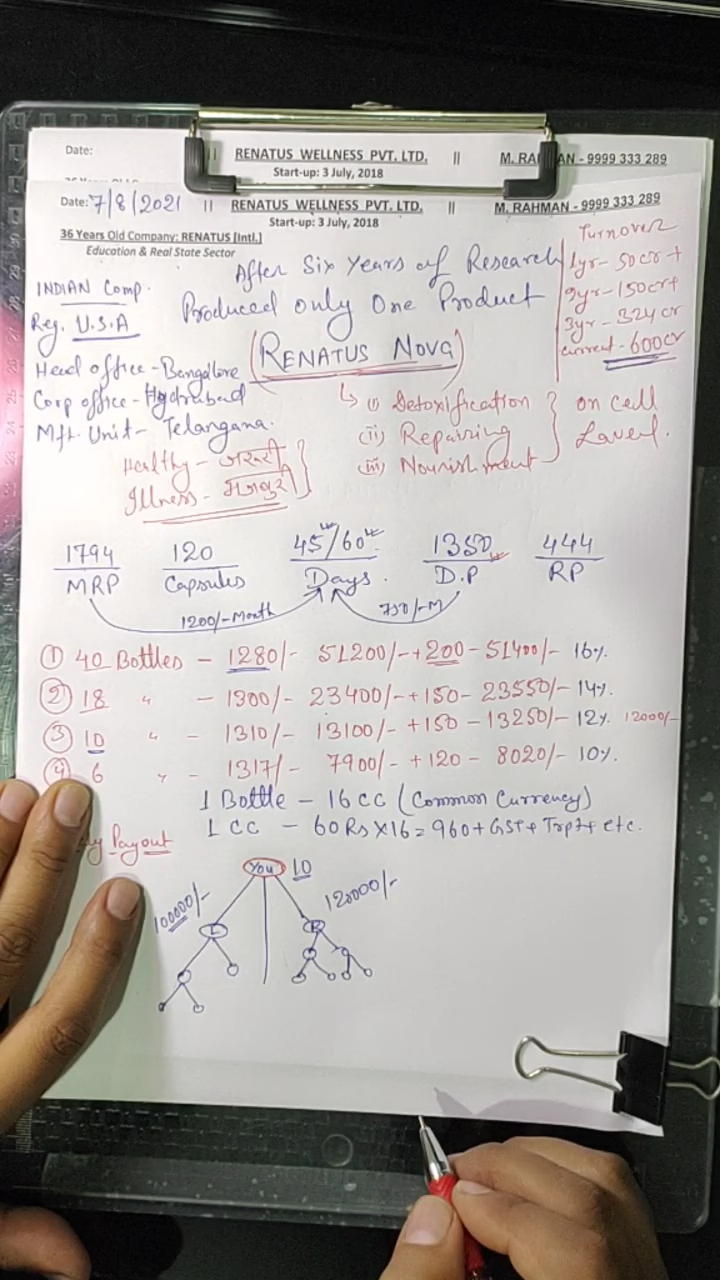 Date:
|| RENATUS WELLNESS PVT. LTD. || M. RAHMAN - 9999 333 289
Start-up: 3 July, 2018
Date: 7/8/2021 || RENATUS WELLNESS PVT. LTD. || M. RAHMAN - 9999 333 289
Start-up: 3 July, 2018
36 Years Old Company: RENATUS [Intl.]
Education & Real State Sector
After Six Years of Research
Produced only One Product
(RENATUS NOVA)
Turnover
1yr - 50cr +
2yr - 150cr+
3yr - 324 cr
current - 600cr
INDIAN Comp.
Reg. U.S.A
Head office - Bangalore
Corp office - Hydrabad
Mft. Unit - Telangana.
Healthy - जरूरी
Illness - मजबुरी
↳ (i) Detoxification
(ii) Repairing
(iii) Nourishment
on cell
Lavel.
1794 120 45/60 1350 444
MRP Capsules Days. D.P RP
1200/-Month 750/-M
① 40 Bottles - 1280/- 51200/-+200- 51400/- 16%
② 18 " - 1300/- 23400/-+150- 23550/- 14%
③ 10 " - 1310/- 13100/-+150 - 13250/- 12% 12000/-
④ 6 " - 1317/- 7900/- +120 - 8020/- 10%.
1 Bottle - 16 CC (Common Currency)
1 CC - 60 Rs X 16 = 960 + GST + Trpt + etc.
Payout
You 10
100000/- 120000/-
L R